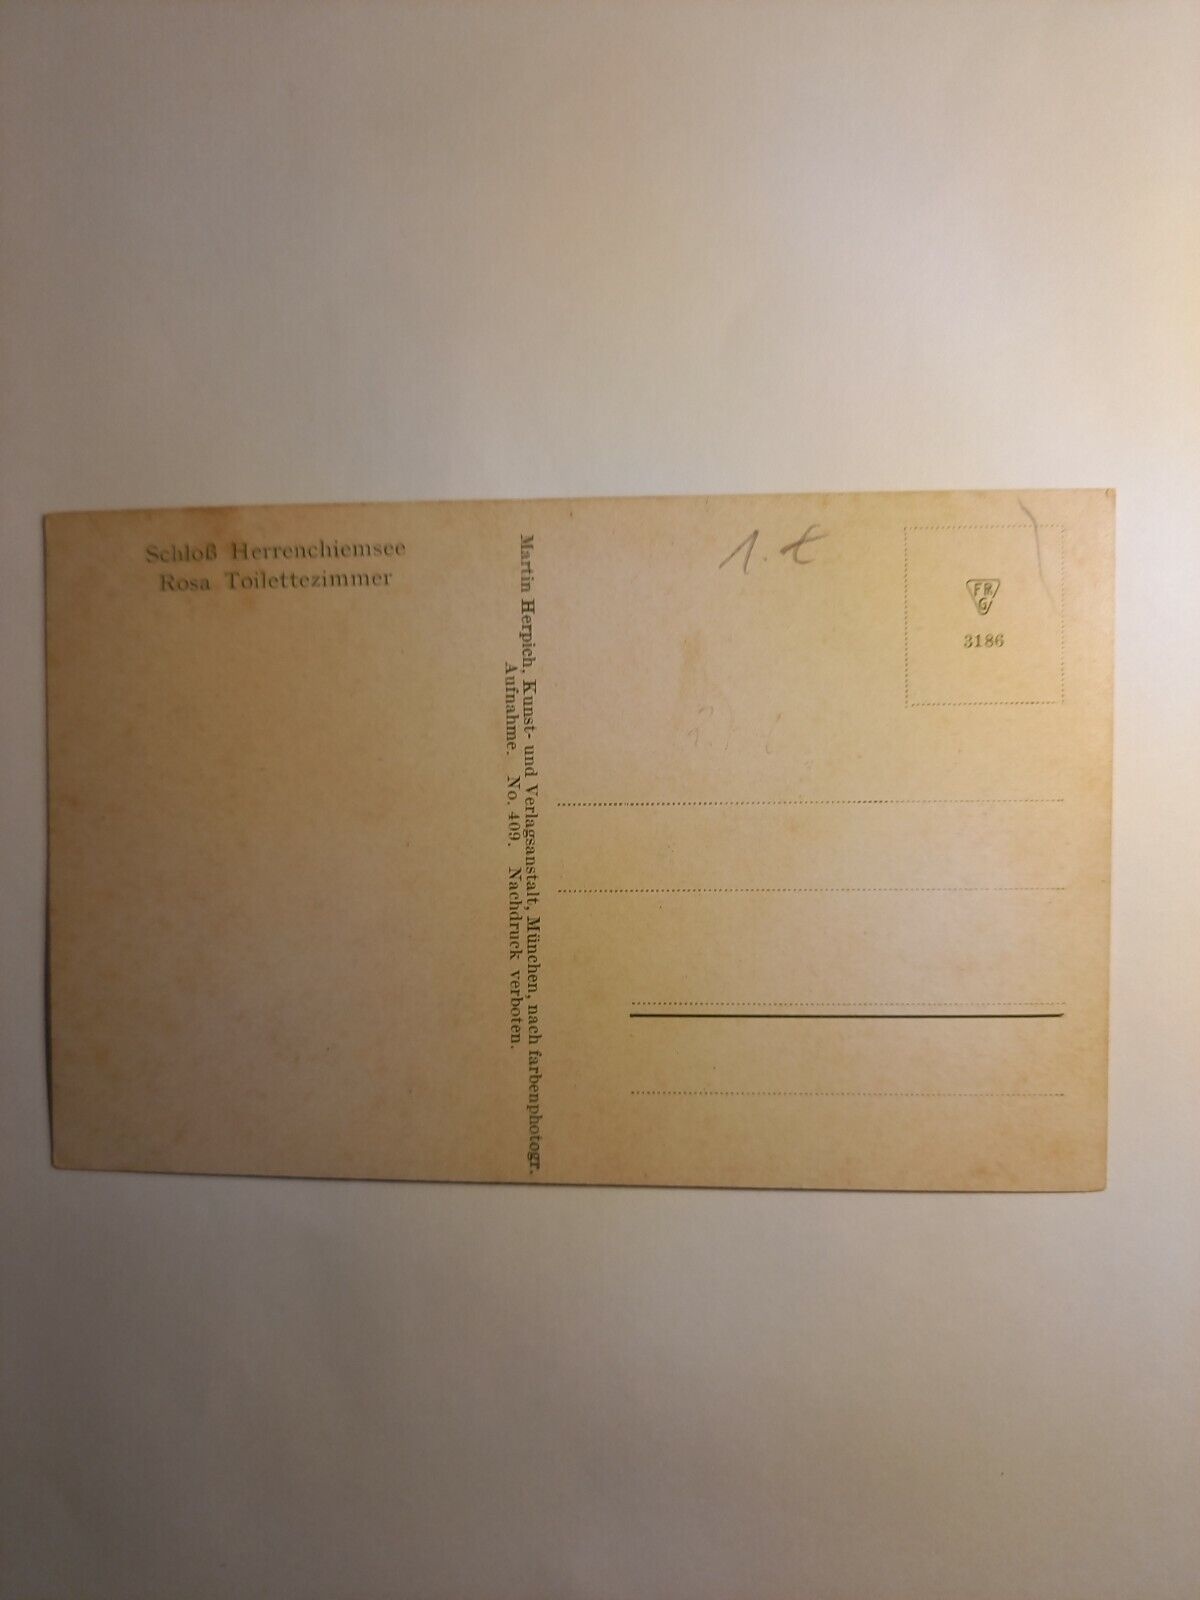 Schloß Herrenchiemsee
Rosa Toilettezimmer
Martin Herpich, Kunst- und Verlagsanstalt, München, nach farbenphotogr.
Aufnahme. No. 409. Nachdruck verboten.
1.€
3186